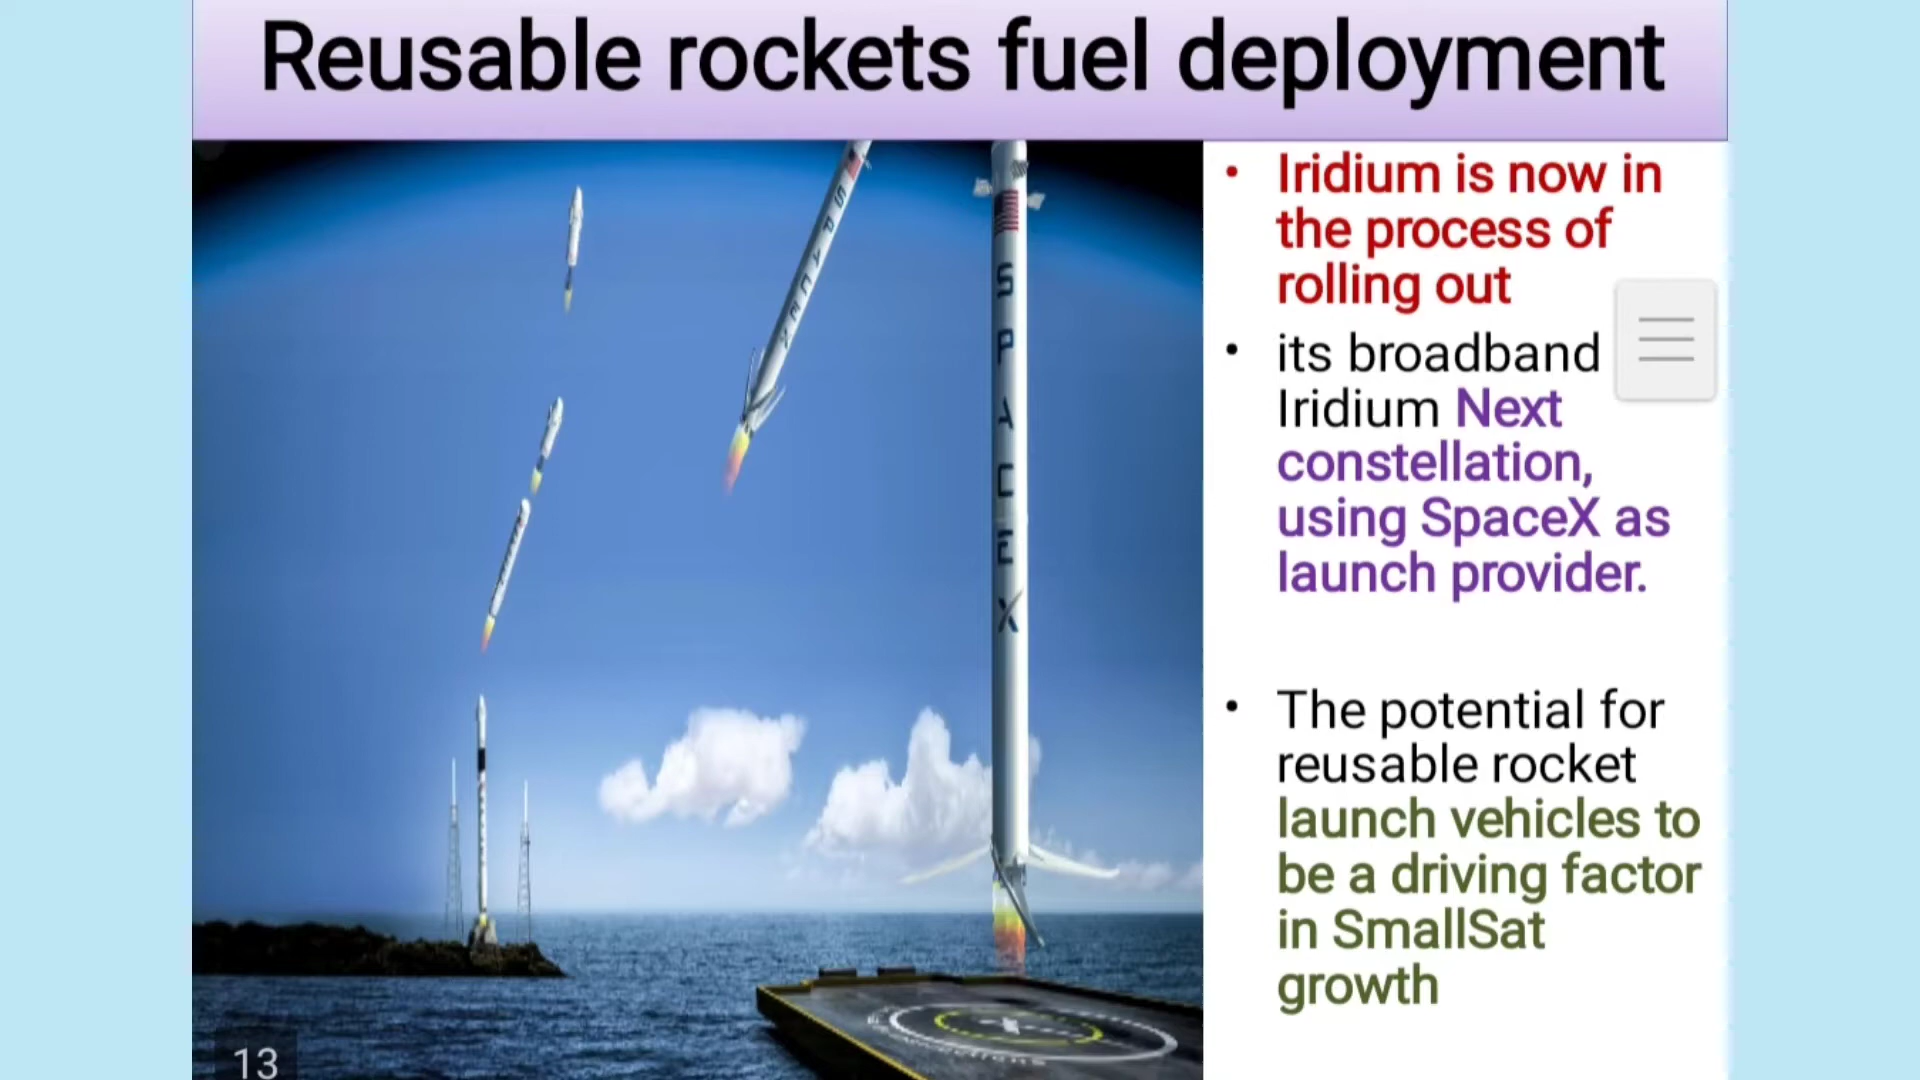 Reusable rockets fuel deployment
• Iridium is now in
the process of
rolling out
• its broadband
Iridium Next
constellation,
using SpaceX as
launch provider.
• The potential for
reusable rocket
launch vehicles to
be a driving factor
in SmallSat
growth
SPACEX
SPACEX
13